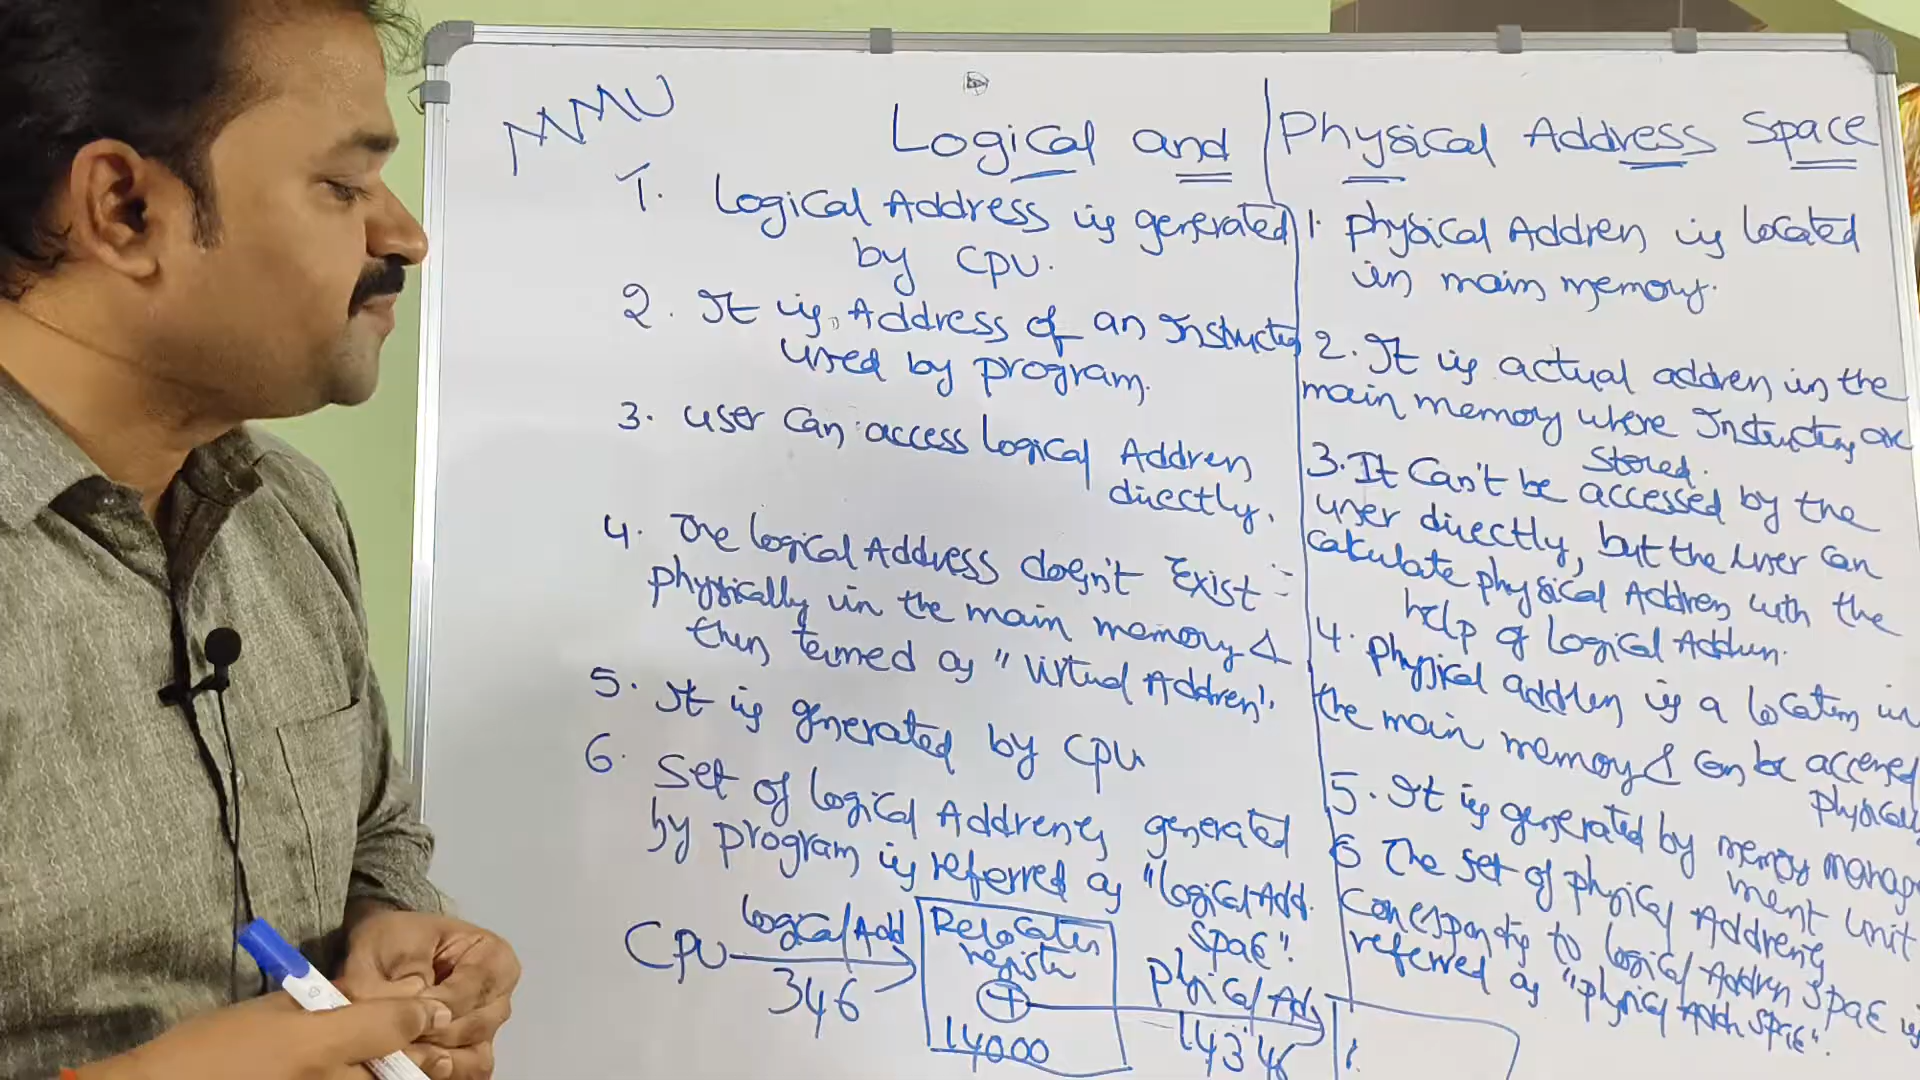 MMU
Logical and Physical Address Space
1. Logical Address is generated
by CPU.
2. It is Address of an Instruction
used by program.
3. user can access Logical Address
directly.
4. The Logical Address doesn't Exist
physically in the main memory &
thus termed as "Virtual Address".
5. It is generated by CPU
6. Set of Logical Addresses generated
by program is referred as "Logical Add.
Space".
CPU
Logical Add
346
Relocation
register
+
14000
Physical Add
14346
1. Physical Address is located
in main memory.
2. It is actual address in the
main memory where Instructions are
stored.
3. It Can't be accessed by the
user directly, but the user can
calculate physical Address with the
help of Logical Address.
4. Physical address is a location in
the main memory & can be accessed
physically
5. It is generated by memory manage
ment unit
6 The set of physical Addresses
Corresponding to logical Address Space is
referred as "physical Addr Space".